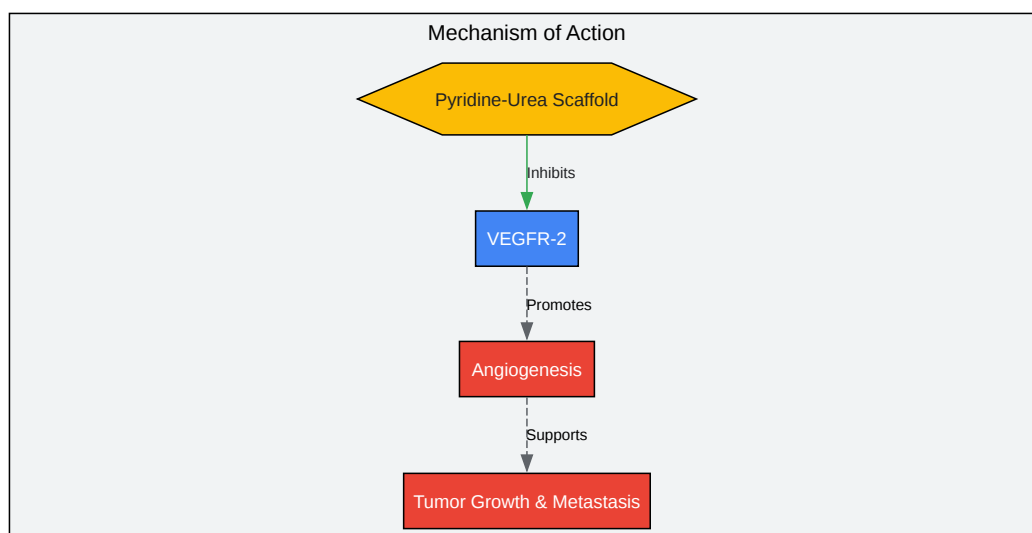 Mechanism of Action
Pyridine-Urea Scaffold
Inhibits
VEGFR-2
Promotes
Angiogenesis
Supports
Tumor Growth & Metastasis